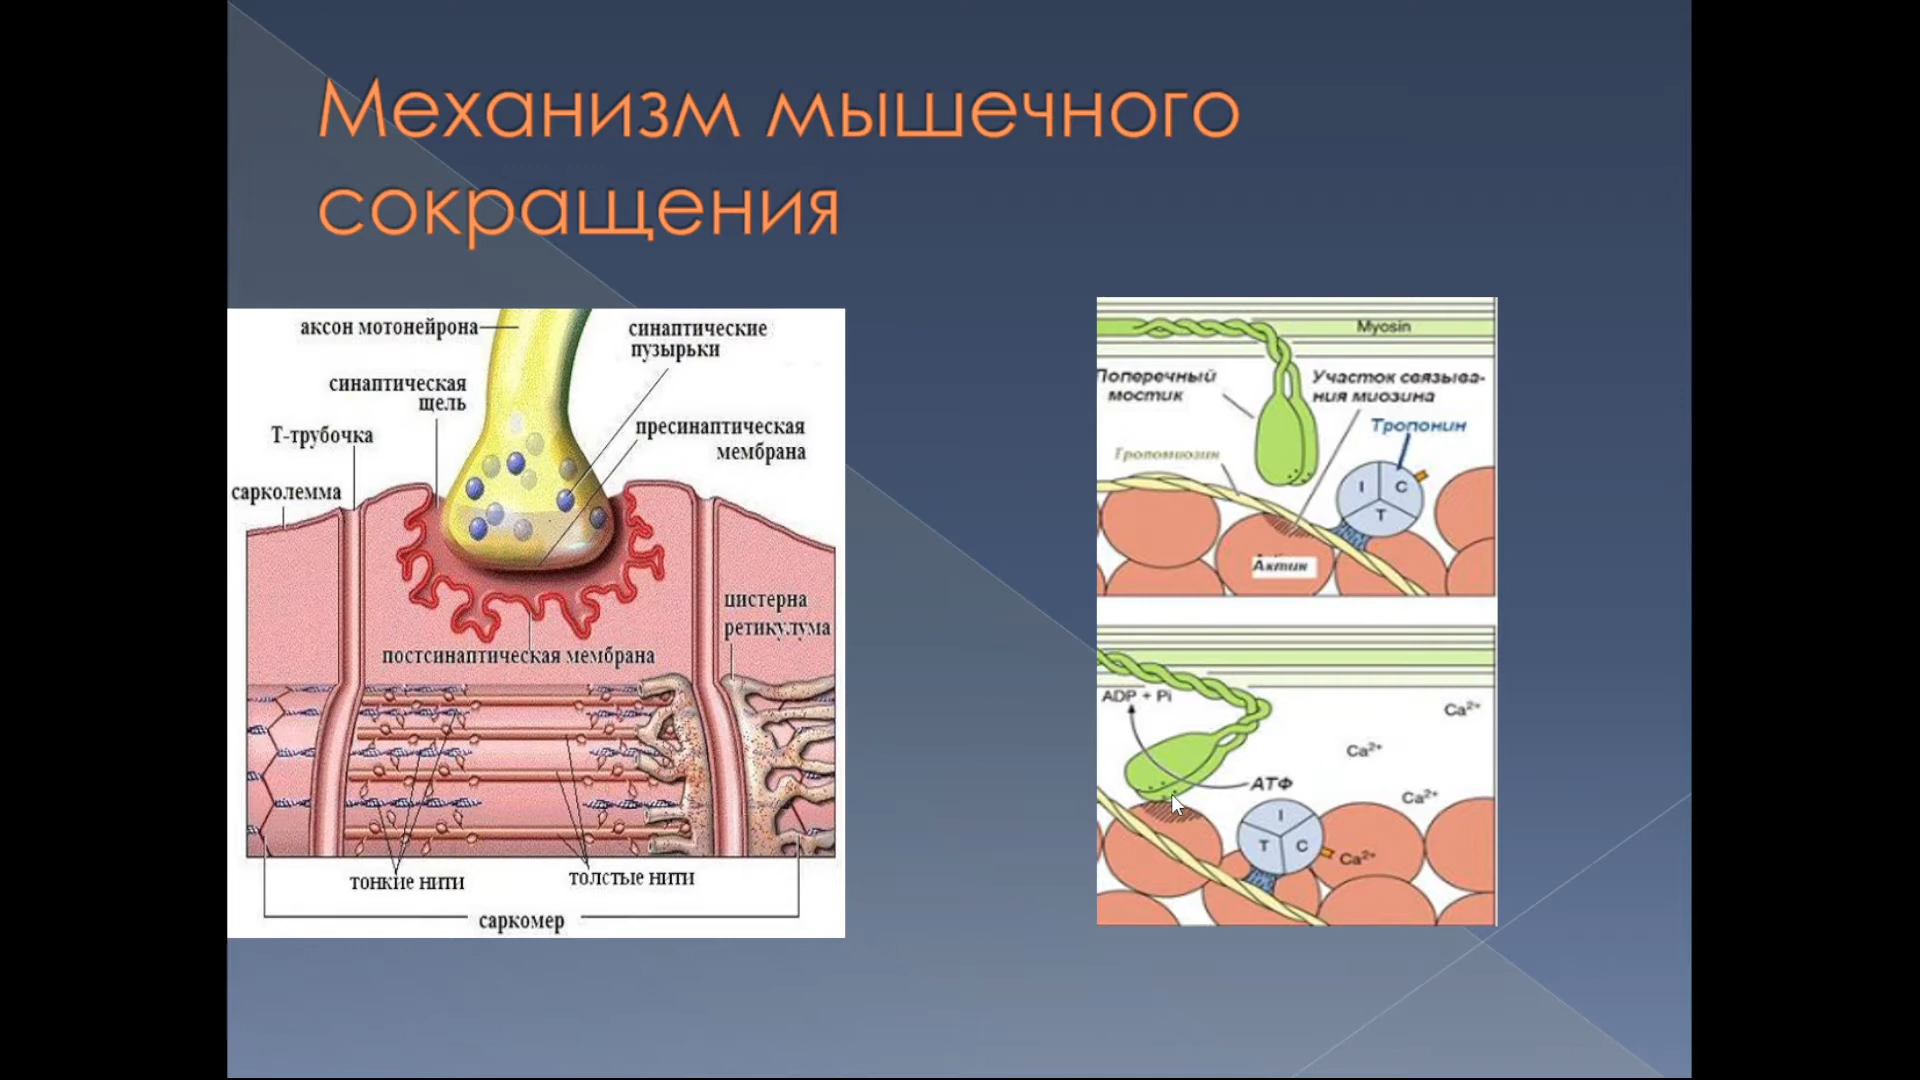 Механизм мышечного
сокращения
аксон мотонейрона
синаптические
пузырьки
синаптическая
щель
Т-трубочка
пресинаптическая
мембрана
сарколемма
цистерна
ретикулума
постсинаптическая мембрана
тонкие нити
толстые нити
саркомер
Myosin
Поперечный
мостик
Участок связыва-
ния миозина
Тропонин
Тропомиозин
I
C
T
Актин
ADP + Pi
Ca2+
Ca2+
АТФ
Ca2+
I
T
C
Ca2+